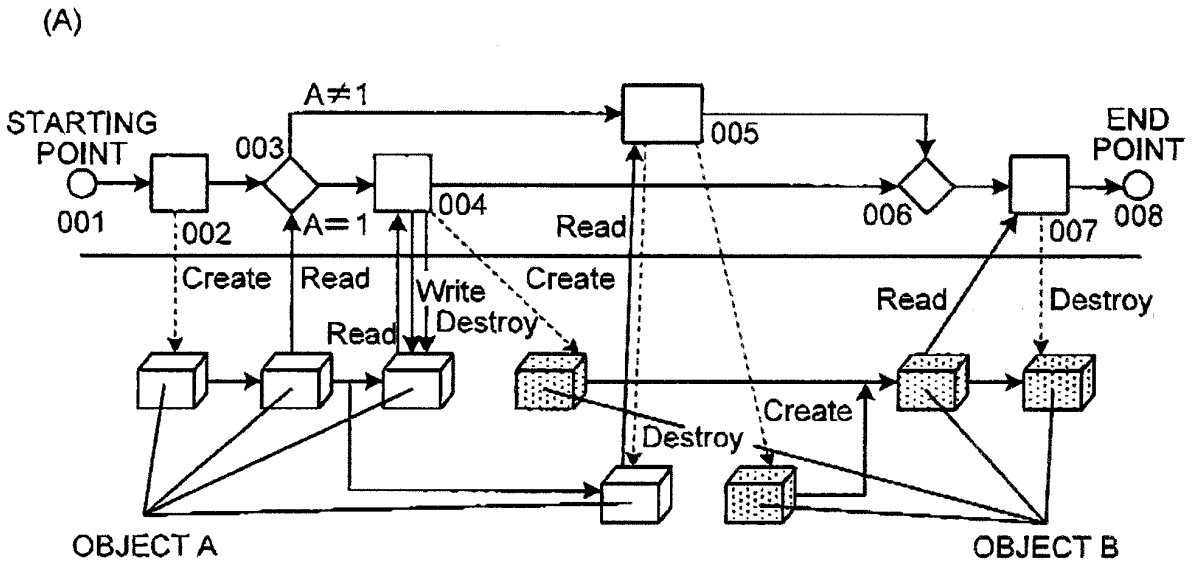 (A)
A≠1
STARTING
POINT
003
005
END
POINT
001
002
A=1
004
Read
006
007
008
Create
Read
Write
Create
Read
Destroy
Read
Destroy
Create
Destroy
OBJECT A
OBJECT B